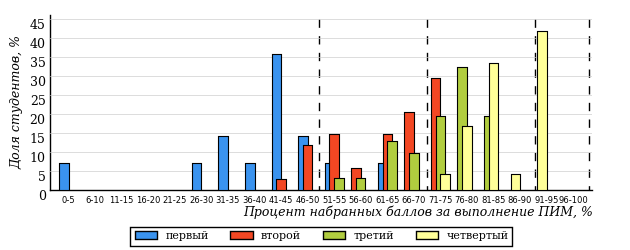 Доля студентов, %
45
40
35
30
25
20
15
10
5
0
0-5 6-10 11-15 16-20 21-25 26-30 31-35 36-40 41-45 46-50 51-55 56-60 61-65 66-70 71-75 76-80 81-85 86-90 91-95 96-100
Процент набранных баллов за выполнение ПИМ, %
первый второй третий четвертый